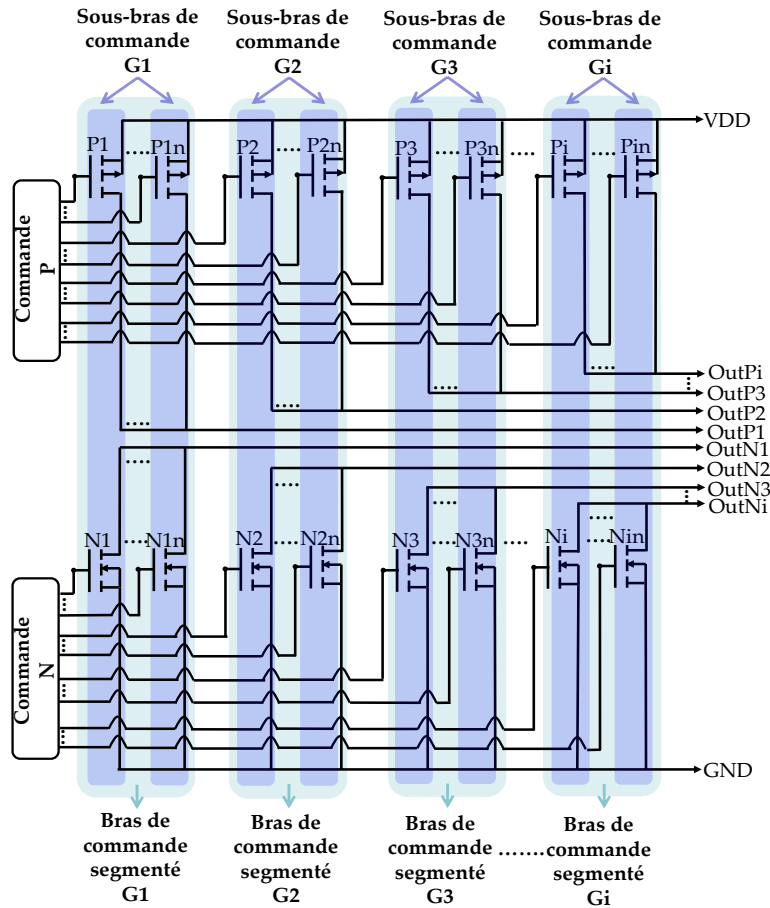 Sous-bras de
commande
G1
Sous-bras de
commande
G2
Sous-bras de
commande
G3
Sous-bras de
commande
Gi
VDD
P1
....
P1n
P2
....
P2n
P3
....
P3n
....
Pi
....
Pin
Commande
P
....
....
....
....
OutPi
OutP3
OutP2
OutP1
OutN1
OutN2
OutN3
OutNi
....
....
....
....
N1
....
N1n
N2
....
N2n
N3
....
N3n
....
Ni
....
Nin
Commande
N
GND
Bras de
commande
segmenté
G1
Bras de
commande
segmenté
G2
Bras de
commande
segmenté
G3
.......
Bras de
commande
segmenté
Gi